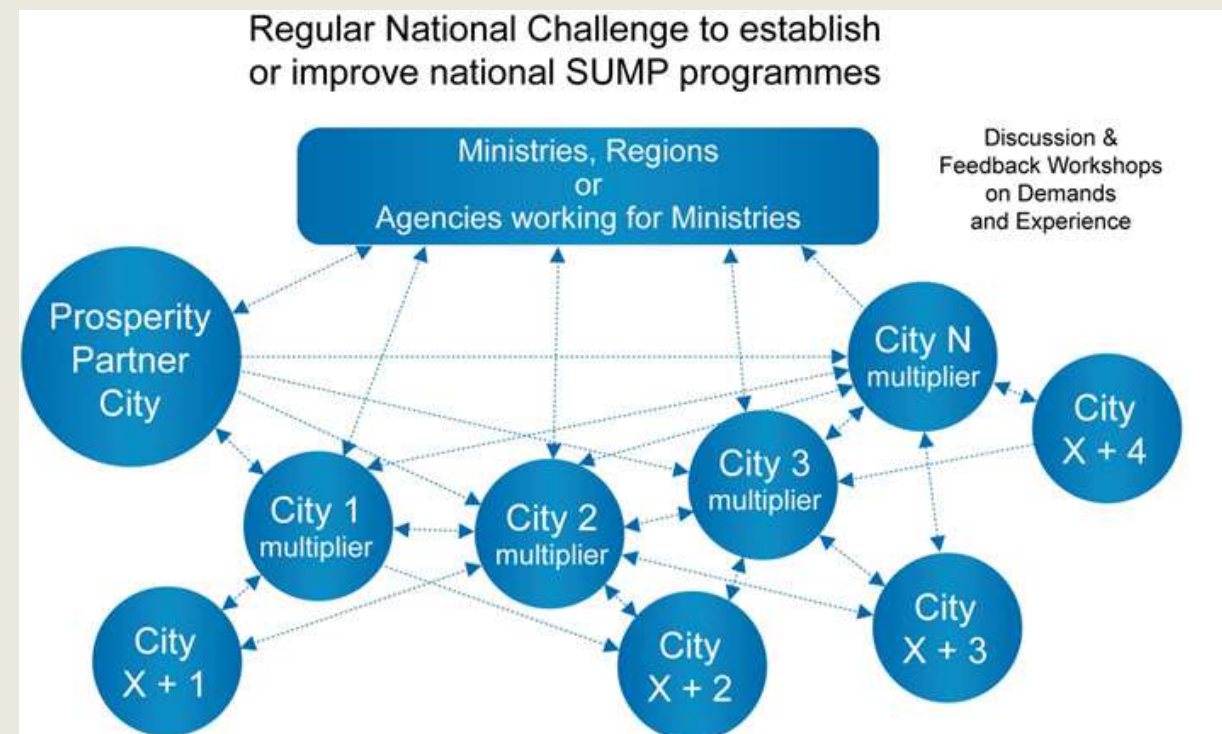 Regular National Challenge to establish
or improve national SUMP programmes
Ministries, Regions
or
Agencies working for Ministries
Discussion &
Feedback Workshops
on Demands
and Experience
Prosperity
Partner
City
City N
multiplier
City
X + 4
City 3
multiplier
City 1
multiplier
City 2
multiplier
City
X + 1
City
X + 2
City
X + 3